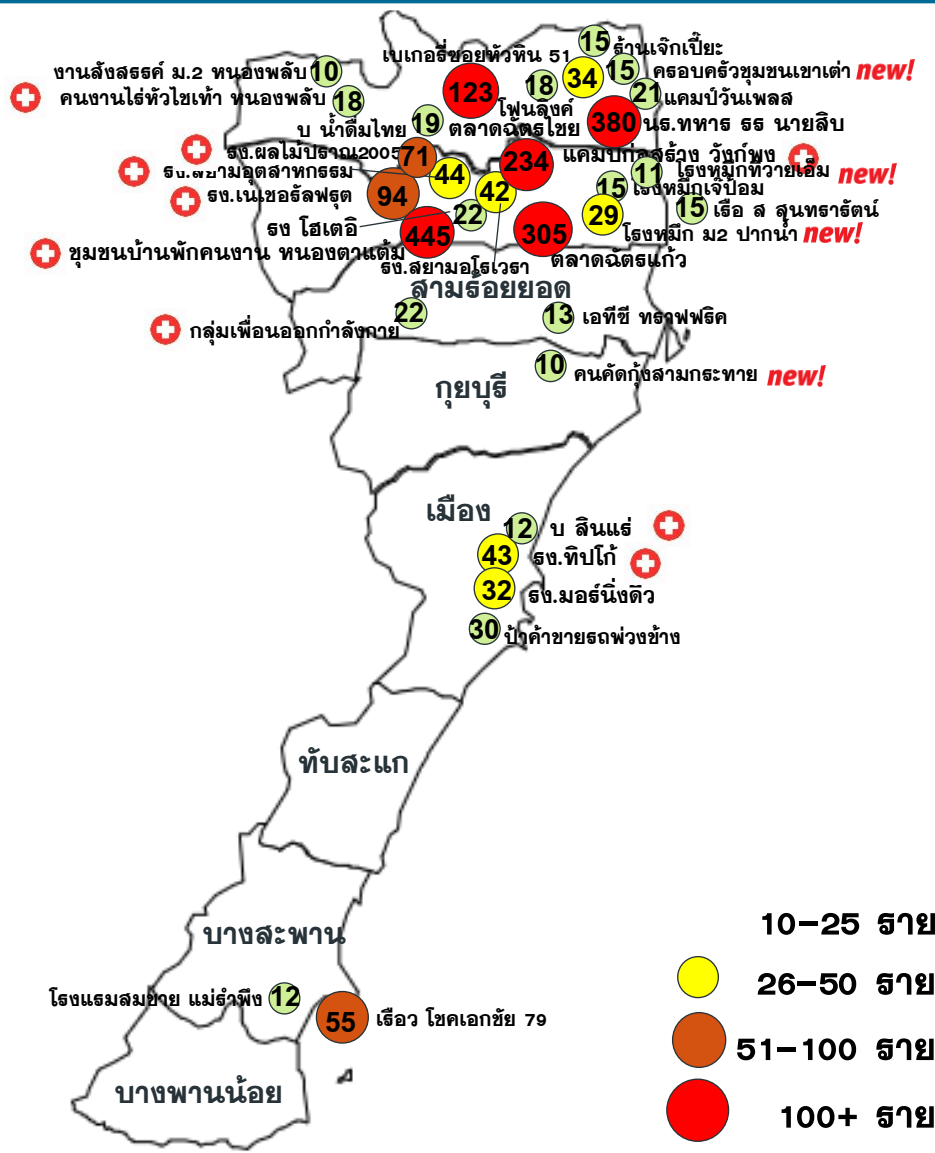 15 ร้านเจ๊กเปี๊ยะ
เบเกอรี่ซอยหัวหิน 51
34
15 ครอบครัวชุมชนเขาเต่า new!
งานสังสรรค์ ม.2 หนองพลับ 10
123
18
โฟนลิงค์
21 แคมป์วันเพลส
คนงานไร่หัวไชเท้า หนองพลับ 18
380 นร.ทหาร รร นายสิบ
บ น้ำดื่มไทย 19 ตลาดฉัตรไชย
รง.ผลไม้ปราณ2005 71
234 แคมป์ก่อสร้าง วังก์พง
รง.สยามอุตสาหกรรม 44
11 โรงหมึกทีวายเอ็ม new!
รง.เนเชอรัลฟรุต 94
42
15 โรงหมึกเจ๊ป้อม
15 เรือ ส สุนทรารัตน์
รง โฮเตอิ 22
29
โรงหมึก ม2 ปากน้ำ new!
ชุมชนบ้านพักคนงาน หนองตาแต้ม 445
305
ตลาดฉัตรแก้ว
รง.สยามอโรเวรา
สามร้อยยอด
กลุ่มเพื่อนออกกำลังกาย 22
13 เอทีซี ทราฟฟริค
10 คนคัดกุ้งสามกระทาย new!
กุยบุรี
เมือง
12 บ สินแร่
43 รง.ทิปโก้
32 รง.มอร์นิ่งดิว
30 ป้าค้าขายรถพ่วงข้าง
ทับสะแก
บางสะพาน
โรงแรมสมชาย แม่รำพึง 12
55 เรือว โชคเอกชัย 79
บางพานน้อย
10-25 ราย
26-50 ราย
51-100 ราย
100+ ราย